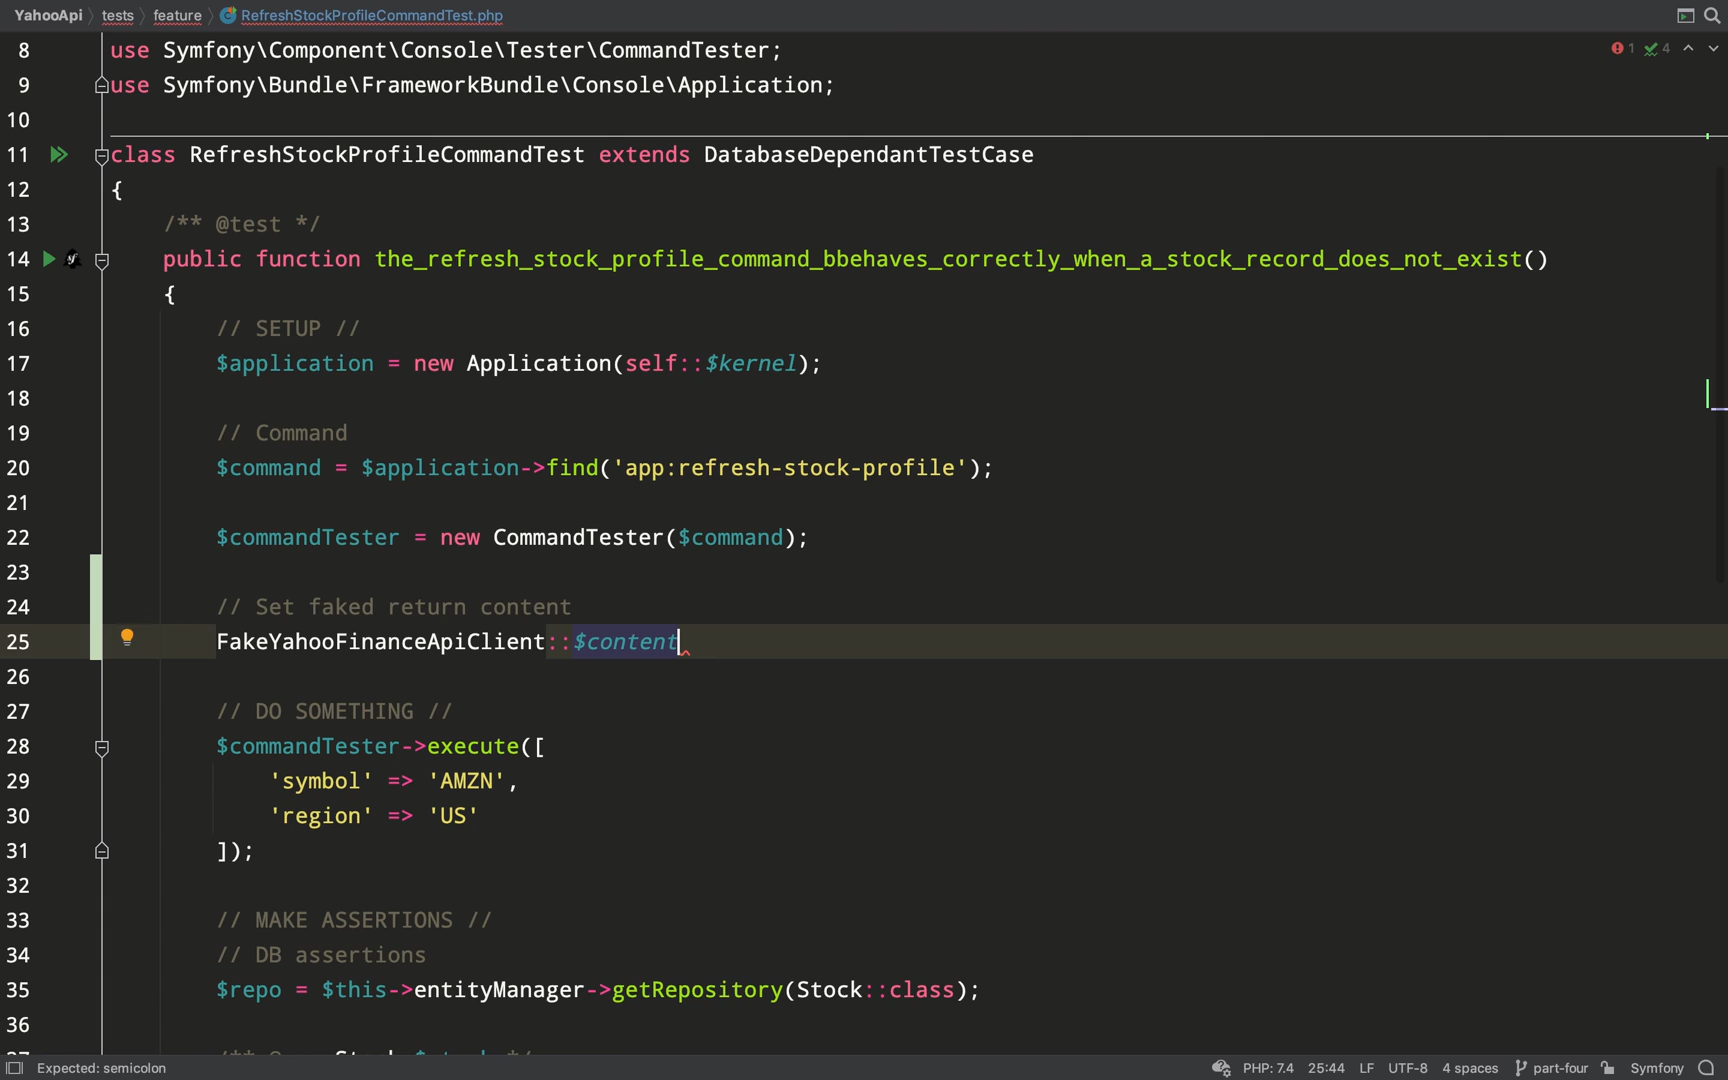 YahooApi tests feature RefreshStockProfileCommandTest.php
1 4
8 use Symfony\Component\Console\Tester\CommandTester;
9 use Symfony\Bundle\FrameworkBundle\Console\Application;
10
11 class RefreshStockProfileCommandTest extends DatabaseDependantTestCase
12 {
13 /** @test */
14 public function the_refresh_stock_profile_command_bbehaves_correctly_when_a_stock_record_does_not_exist()
15 {
16 // SETUP //
17 $application = new Application(self::$kernel);
18
19 // Command
20 $command = $application->find('app:refresh-stock-profile');
21
22 $commandTester = new CommandTester($command);
23
24 // Set faked return content
25 FakeYahooFinanceApiClient::$content
26
27 // DO SOMETHING //
28 $commandTester->execute([
29 'symbol' => 'AMZN',
30 'region' => 'US'
31 ]);
32
33 // MAKE ASSERTIONS //
34 // DB assertions
35 $repo = $this->entityManager->getRepository(Stock::class);
36
Expected: semicolon PHP: 7.4 25:44 LF UTF-8 4 spaces part-four Symfony